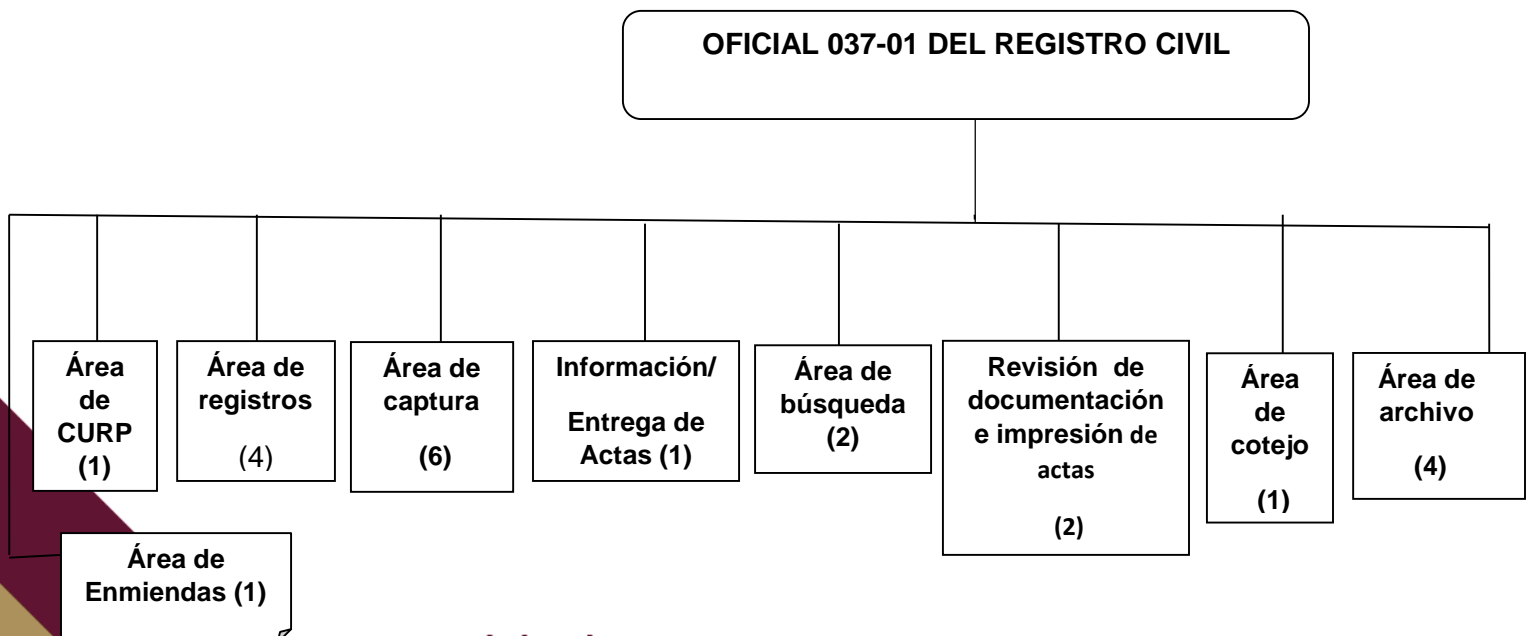 OFICIAL 037-01 DEL REGISTRO CIVIL
Área
de
CURP
(1)
Área de
registros
(4)
Área de
captura
(6)
Información/
Entrega de
Actas (1)
Área de
búsqueda
(2)
Revisión de
documentación
e impresión de
actas
(2)
Área
de
cotejo
(1)
Área de
archivo
(4)
Área de
Enmiendas (1)